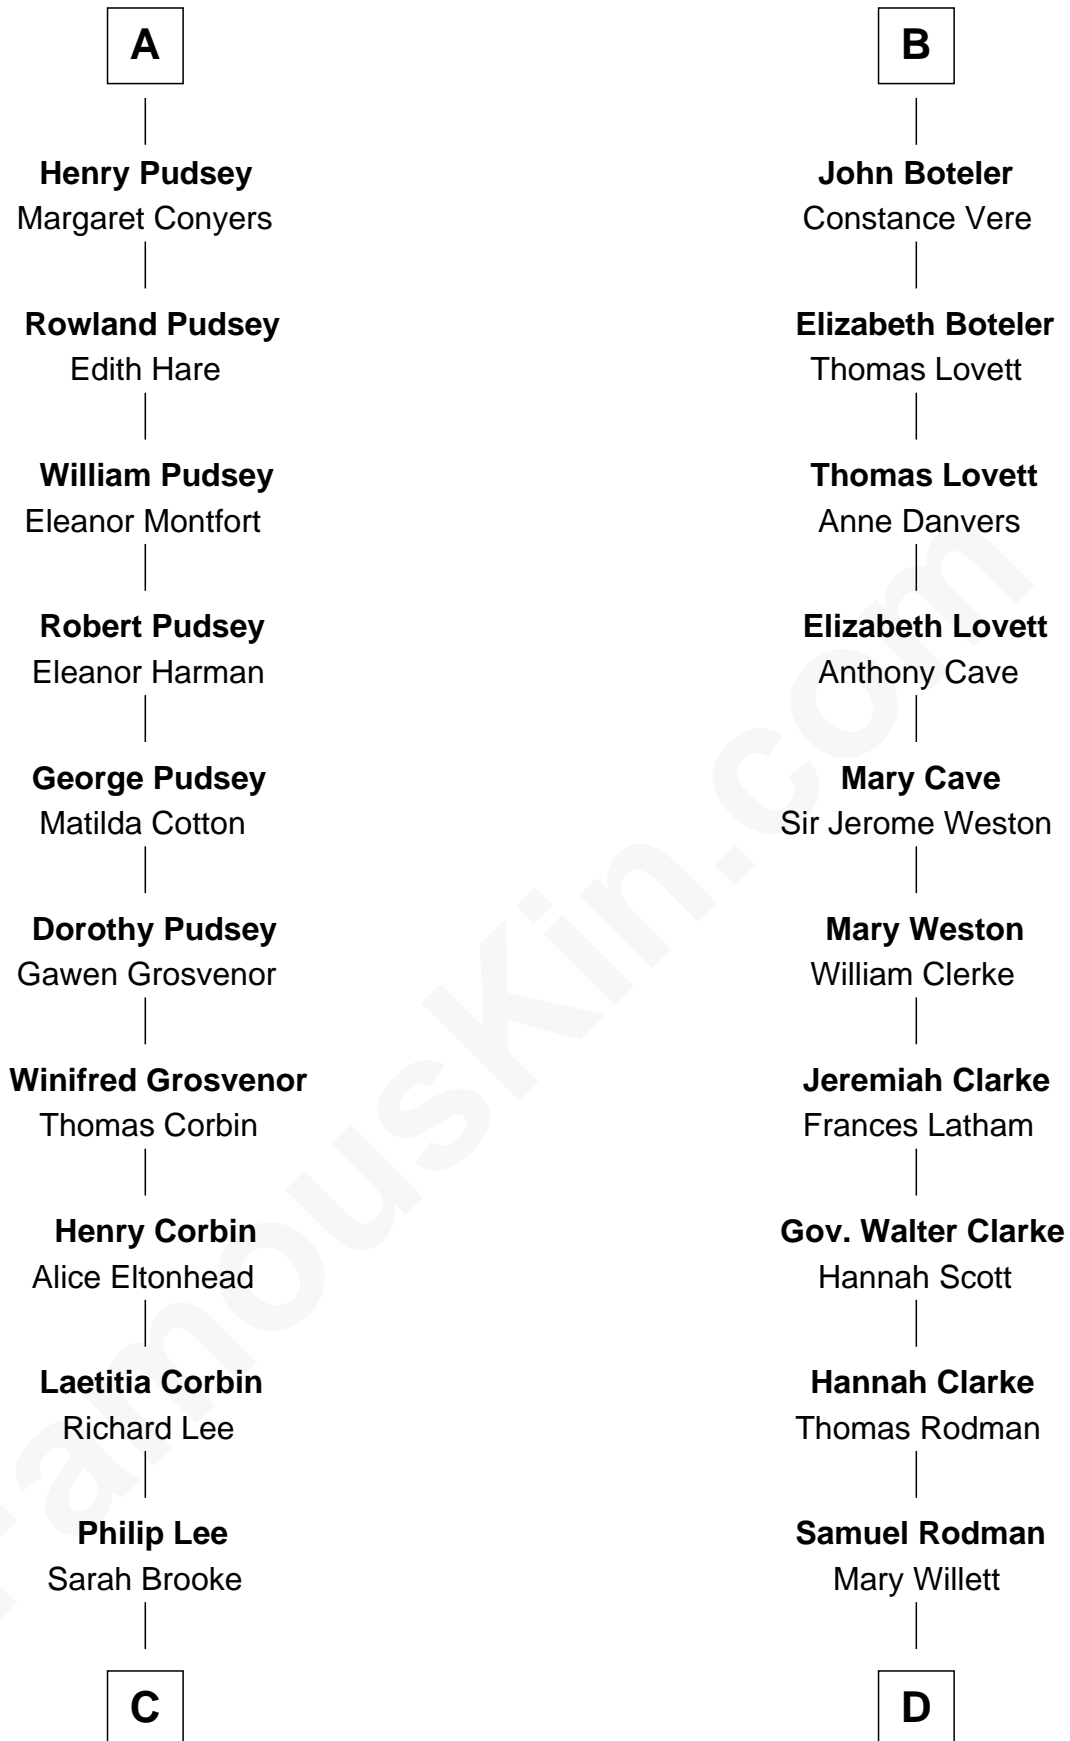 A
Henry Pudsey
Margaret Conyers
Rowland Pudsey
Edith Hare
William Pudsey
Eleanor Montfort
Robert Pudsey
Eleanor Harman
George Pudsey
Matilda Cotton
Dorothy Pudsey
Gawen Grosvenor
Winifred Grosvenor
Thomas Corbin
Henry Corbin
Alice Eltonhead
Laetitia Corbin
Richard Lee
Philip Lee
Sarah Brooke
C
B
John Boteler
Constance Vere
Elizabeth Boteler
Thomas Lovett
Thomas Lovett
Anne Danvers
Elizabeth Lovett
Anthony Cave
Mary Cave
Sir Jerome Weston
Mary Weston
William Clerke
Jeremiah Clarke
Frances Latham
Gov. Walter Clarke
Hannah Scott
Hannah Clarke
Thomas Rodman
Samuel Rodman
Mary Willett
D
FamousKin.com